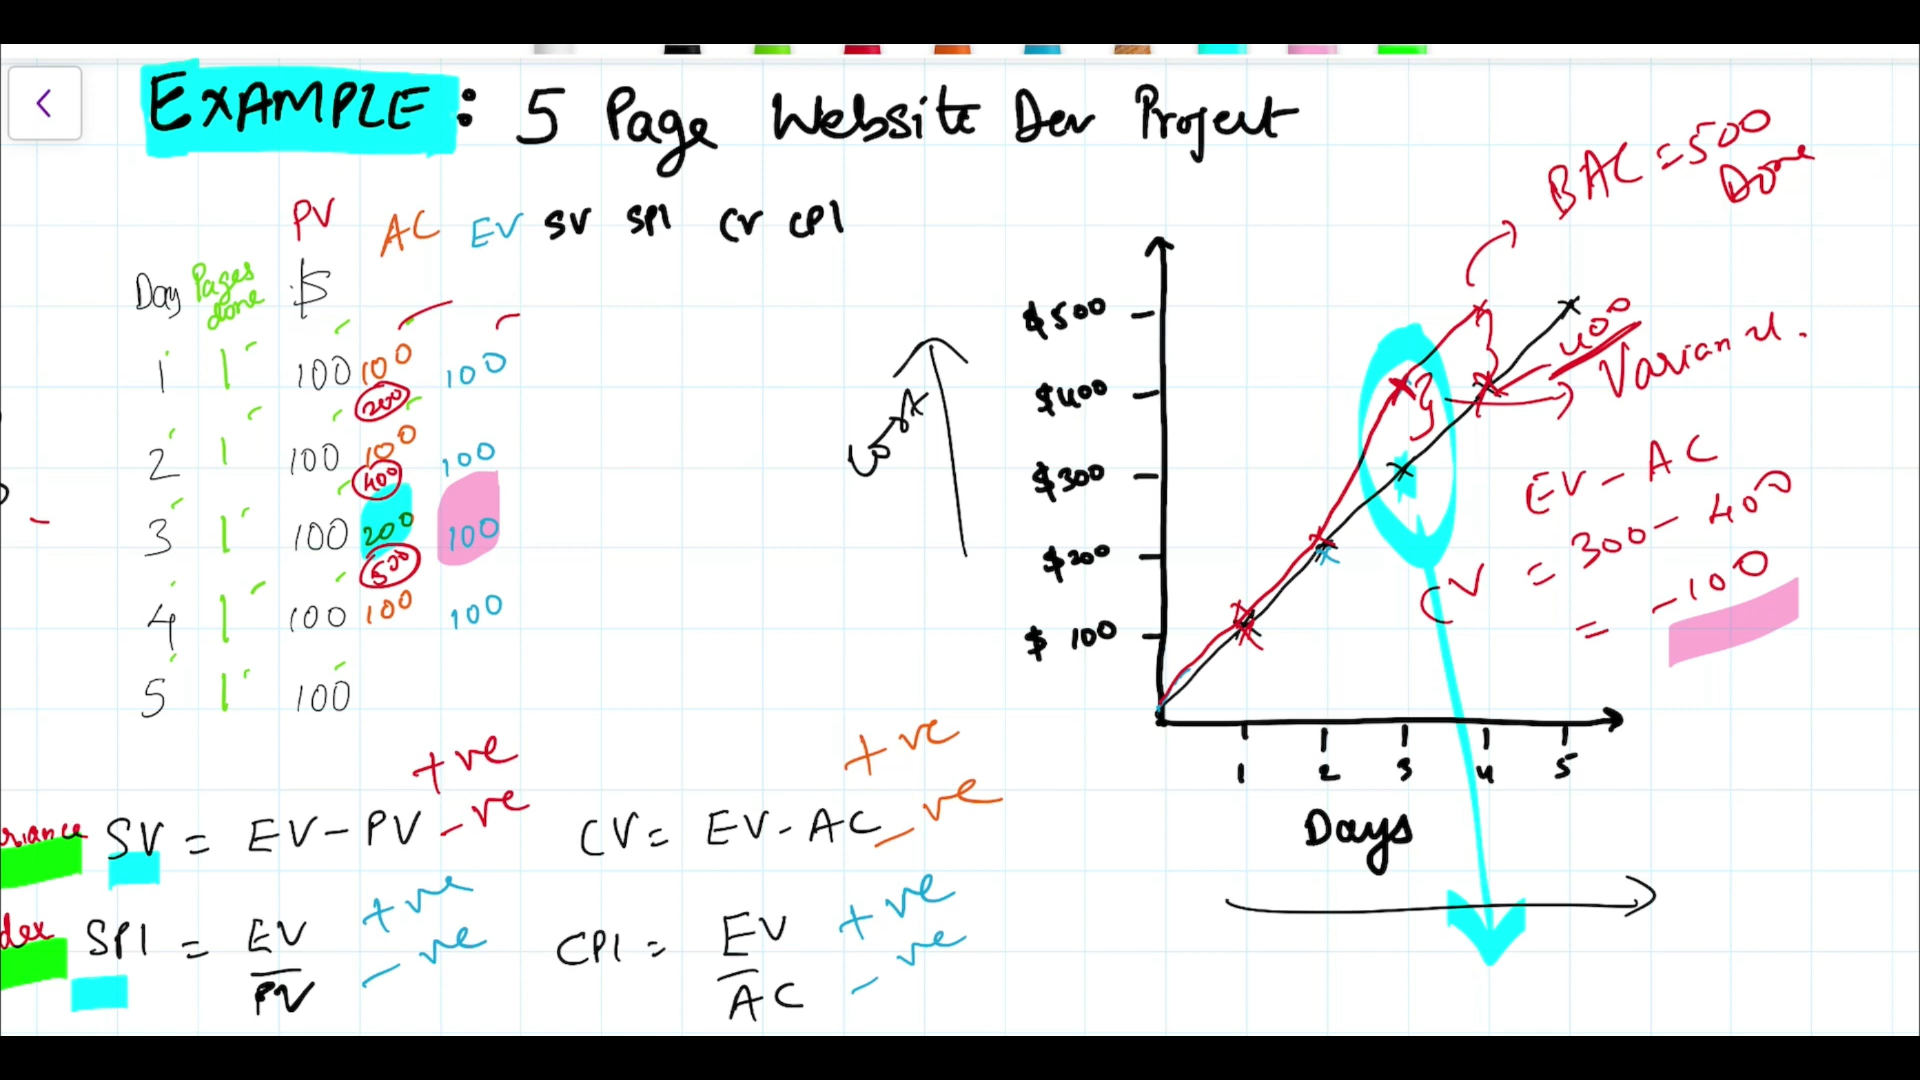 EXAMPLE: 5 Page Website Dev Project
BAC = 500
Done
PV AC EV SV SPI CV CPI
Day Pages done $
1 1 100 100 100
200
2 1 100 100 100
400
3 1 100 200 100
500
4 1 100 100 100
5 1 100
Work
$500
$400
$300
$200
$100
1 2 3 4 5
Days
400
Variance.
EV - AC
CV = 300 - 400
= -100
+ve
-ve
riance SV = EV - PV
+ve
-ve
CV = EV - AC
+ve
-ve
dex SPI = EV
PV
+ve
-ve
CPI = EV
AC